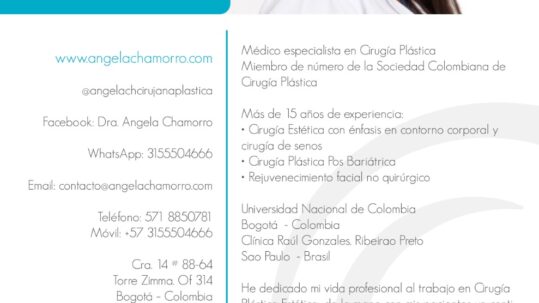 www.angelachamorro.com
@angelachcirujanaplastica
Facebook: Dra. Angela Chamorro
WhatsApp: 3155504666
Email: contacto@angelachamorro.com
Teléfono: 571 8850781
Móvil: +57 3155504666
Cra. 14 # 88-64
Torre Zimma. Of 314
Bogotá - Colombia
Médico especialista en Cirugía Plástica
Miembro de número de la Sociedad Colombiana de
Cirugía Plástica
Más de 15 años de experiencia:
• Cirugía Estética con énfasis en contorno corporal y
cirugía de senos
• Cirugía Plástica Pos Bariátrica
• Rejuvenecimiento facial no quirúrgico
Universidad Nacional de Colombia
Bogotá - Colombia
Clínica Raúl Gonzales, Ribeirao Preto
Sao Paulo - Brasil
He dedicado mi vida profesional al trabajo en Cirugía